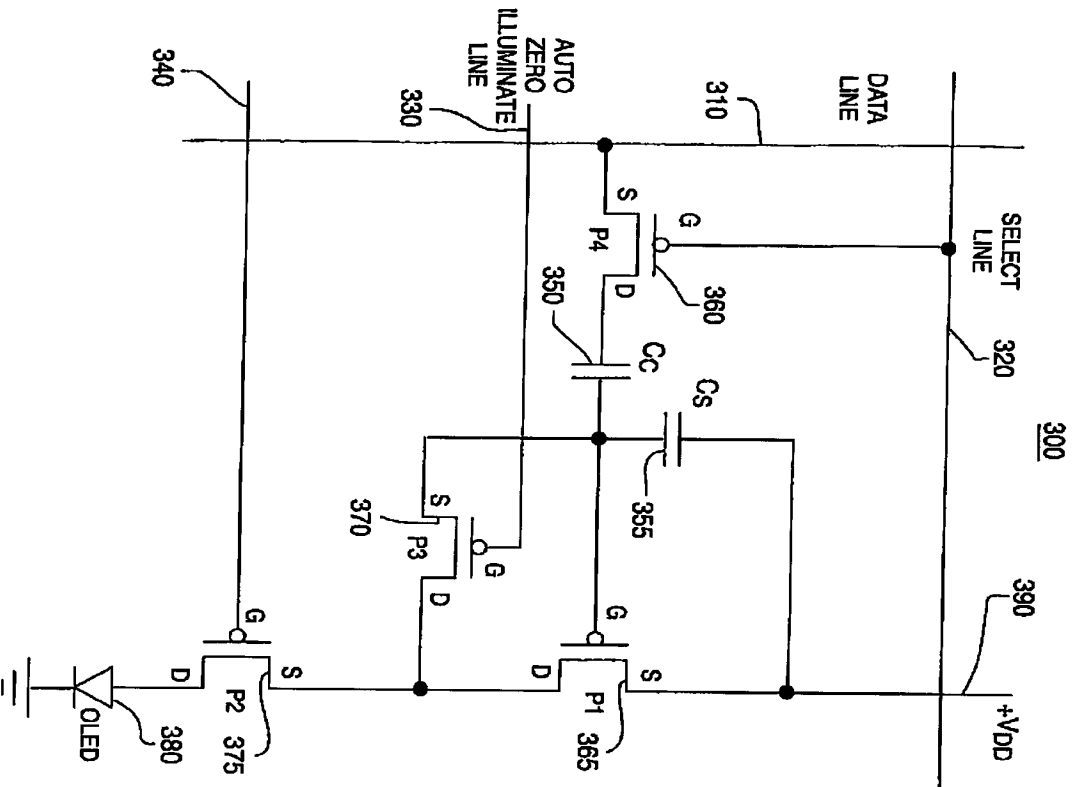 300
SELECT
LINE
390
+VDD
320
DATA
LINE
310
360
G
CS
355
S
P4
D
CC
350
S
P1
365
G
D
AUTO
ZERO
ILLUMINATE
LINE
330
G
S
P3
D
370
340
G
S
P2
375
D
OLED
380